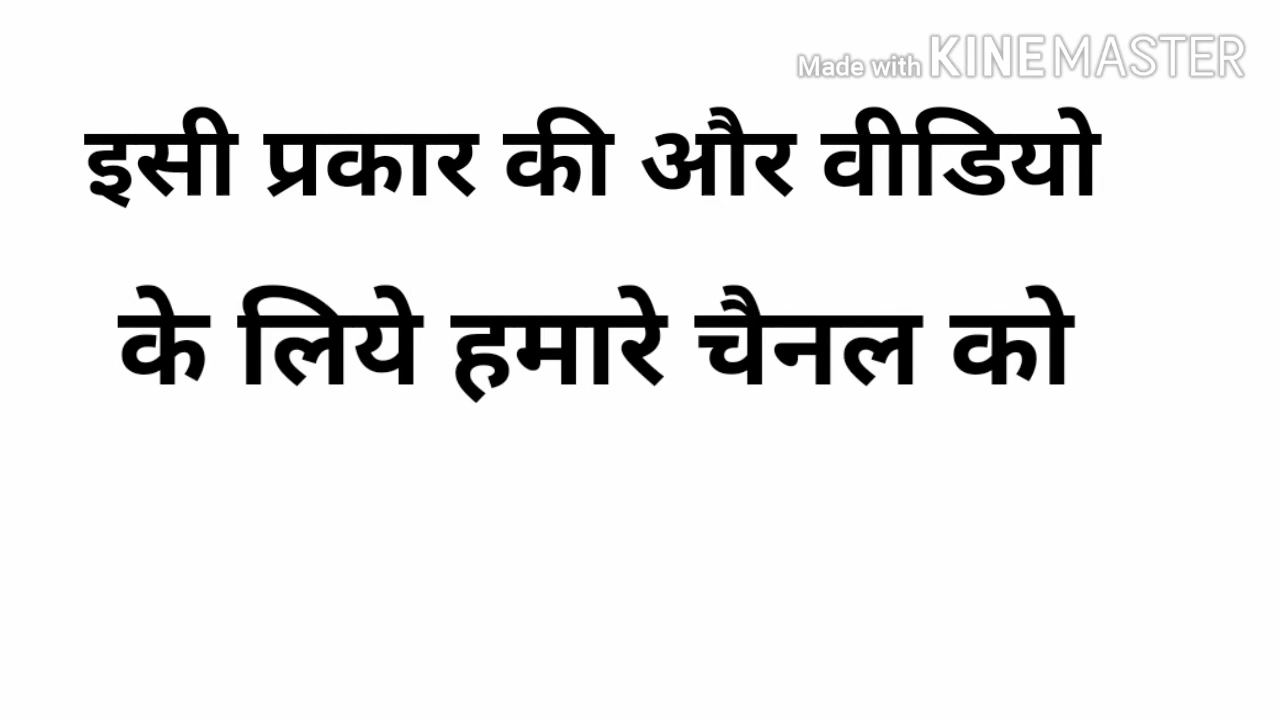 Made with KINEMASTER
इसी प्रकार की और वीडियो
के लिये हमारे चैनल को